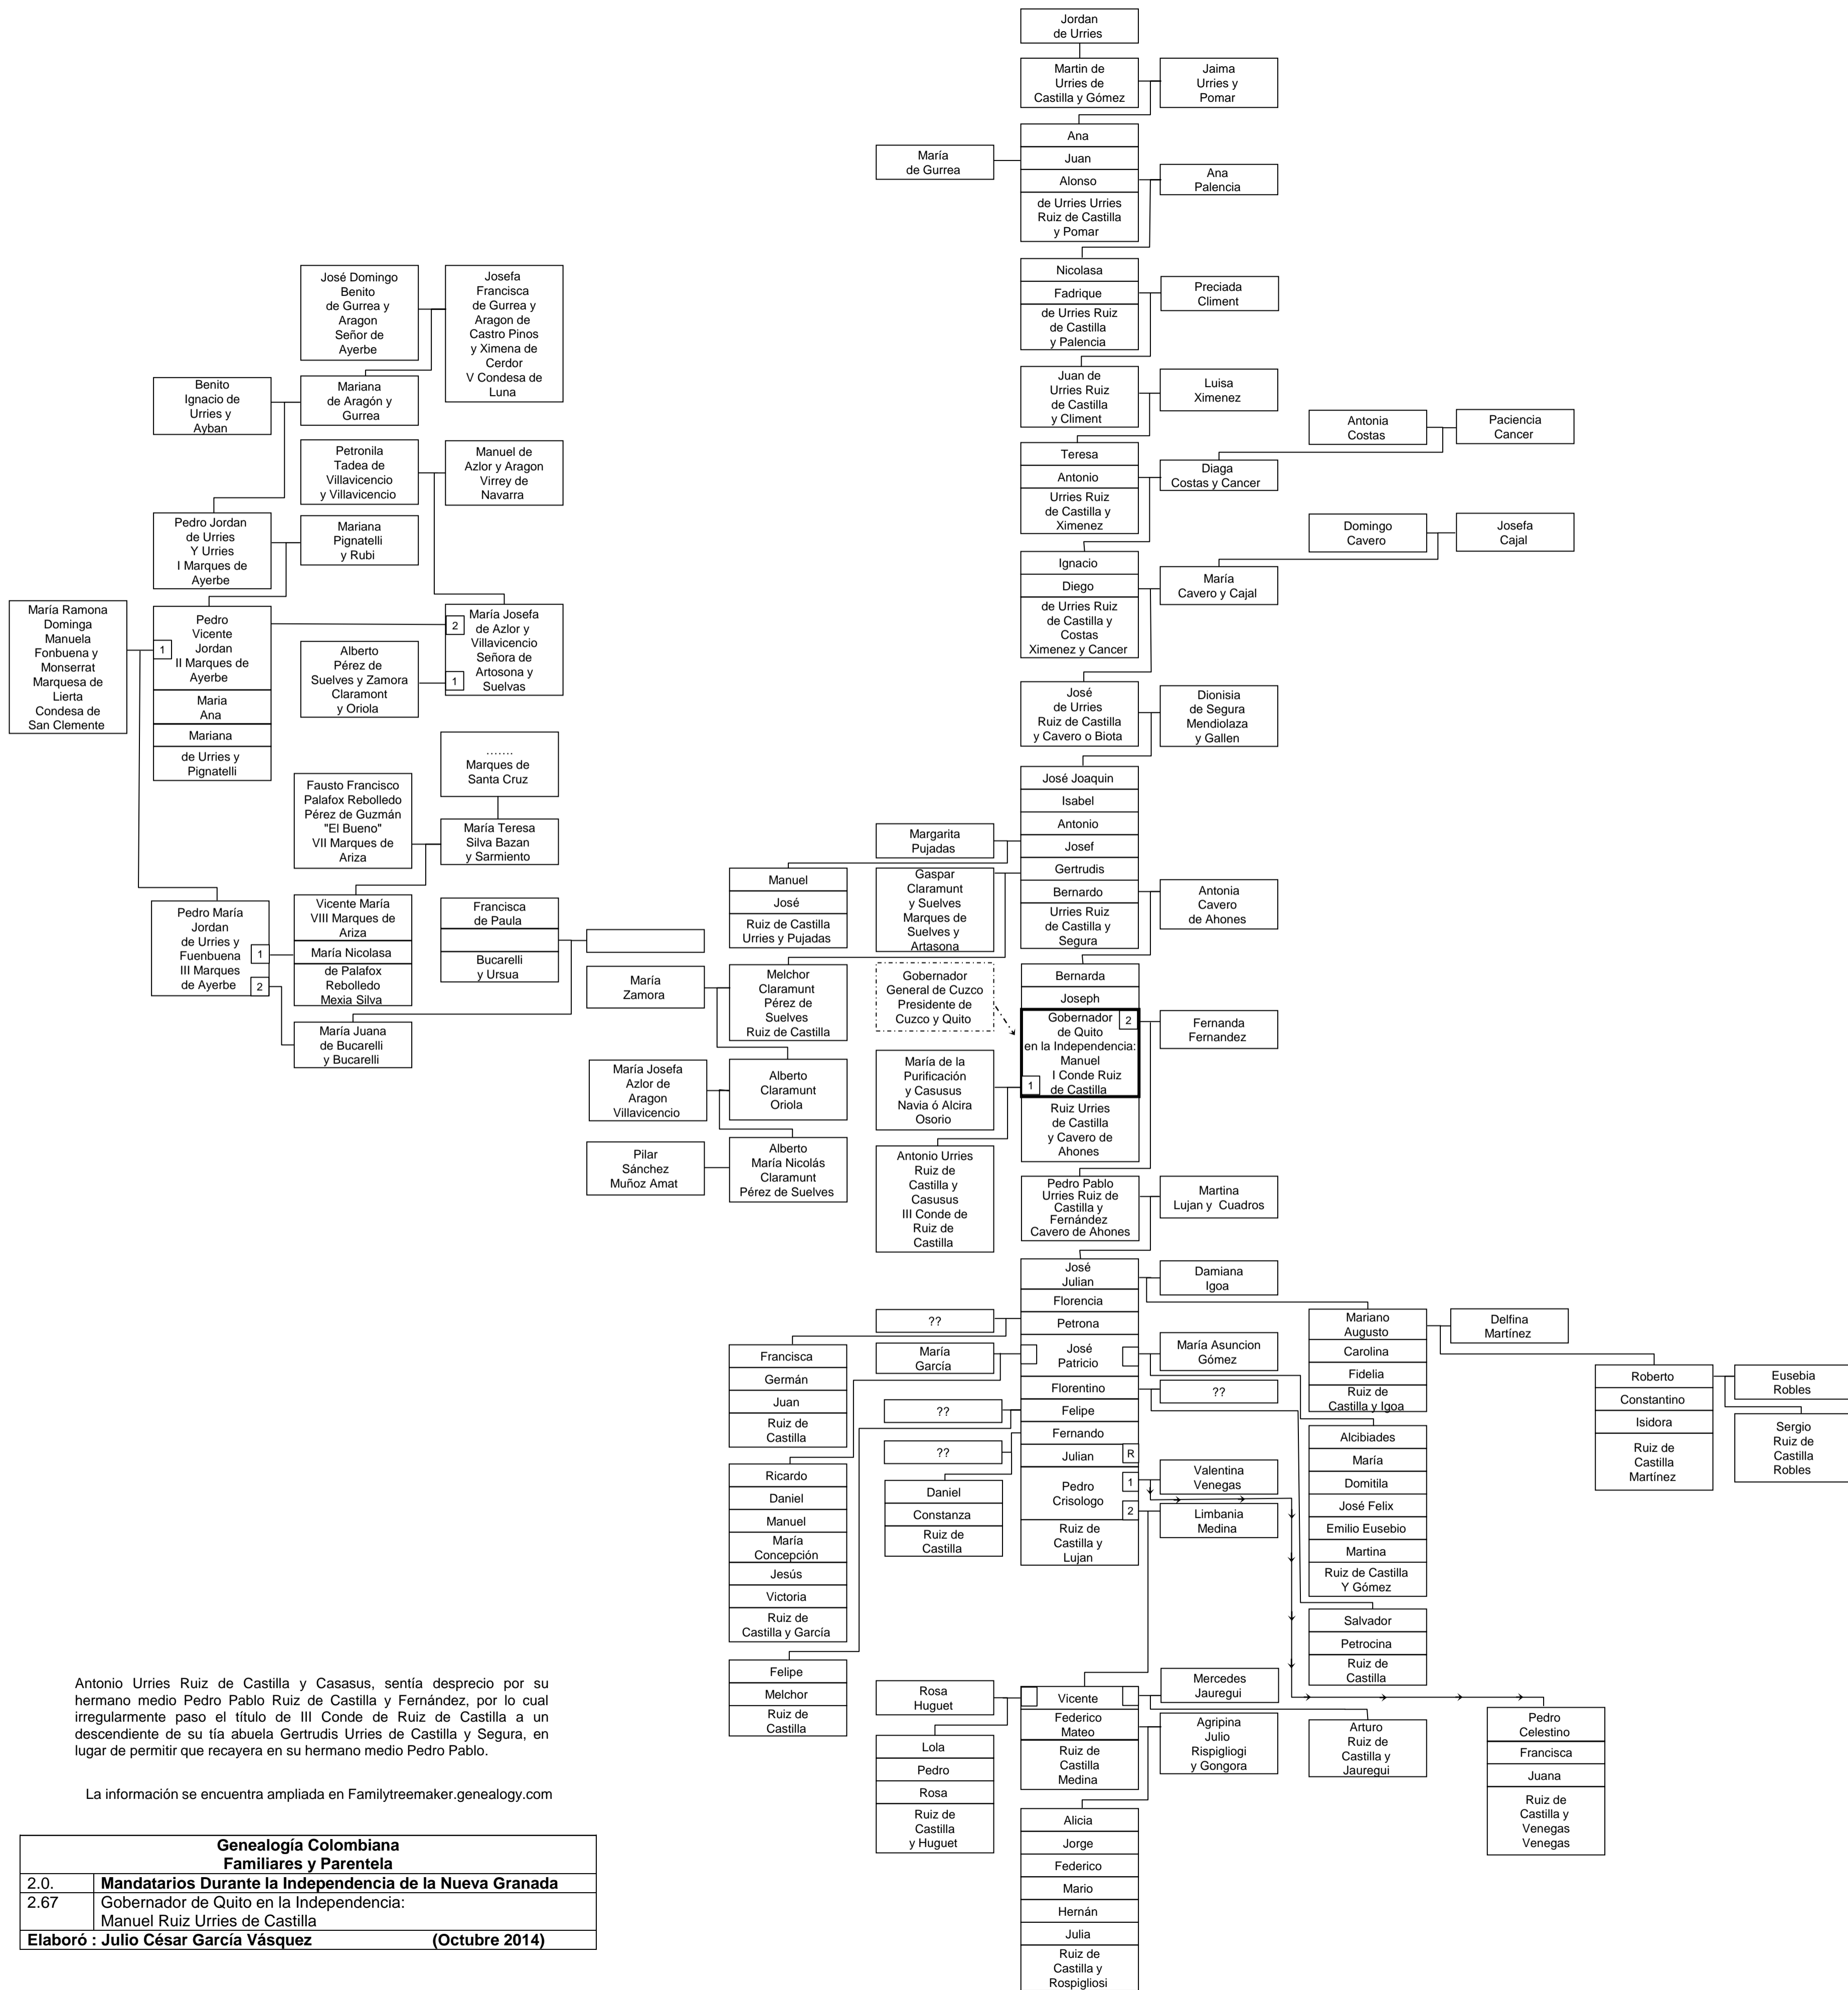 Jordan
de Urries
Martin de
Urries de
Castilla y Gómez
Jaima
Urries y
Pomar
María
de Gurrea
Ana
Juan
Alonso
de Urries Urries
Ruiz de Castilla
y Pomar
Ana
Palencia
Nicolasa
Fadrique
de Urries Ruiz
de Castilla
y Palencia
Preciada
Climent
José Domingo
Benito
de Gurrea y
Aragon
Señor de
Ayerbe
Josefa
Francisca
de Gurrea y
Aragon de
Castro Pinos
y Ximena de
Cerdor
V Condesa de
Luna
Benito
Ignacio de
Urries y
Ayban
Mariana
de Aragón y
Gurrea
Juan de
Urries Ruiz
de Castilla
y Climent
Luisa
Ximenez
Antonia
Costas
Paciencia
Cancer
Petronila
Tadea de
Villavicencio
y Villavicencio
Manuel de
Azlor y Aragon
Virrey de
Navarra
Teresa
Antonio
Urries Ruiz
de Castilla y
Ximenez
Diaga
Costas y Cancer
Pedro Jordan
de Urries
Y Urries
I Marques de
Ayerbe
Mariana
Pignatelli
y Rubi
Domingo
Cavero
Josefa
Cajal
Ignacio
Diego
de Urries Ruiz
de Castilla y
Costas
Ximenez y Cancer
María
Cavero y Cajal
María Ramona
Dominga
Manuela
Fonbuena y
Monserrat
Marquesa de
Lierta
Condesa de
San Clemente
1
Pedro
Vicente
Jordan
II Marques de
Ayerbe
Maria
Ana
Mariana
de Urries y
Pignatelli
Alberto
Pérez de
Suelves y Zamora
Claramont
y Oriola
2
1
María Josefa
de Azlor y
Villavicencio
Señora de
Artosona y
Suelvas
José
de Urries
Ruiz de Castilla
y Cavero o Biota
Dionisia
de Segura
Mendiolaza
y Gallen
.......
Marques de
Santa Cruz
Fausto Francisco
Palafox Rebolledo
Pérez de Guzmán
"El Bueno"
VII Marques de
Ariza
María Teresa
Silva Bazan
y Sarmiento
José Joaquin
Isabel
Antonio
Josef
Gertrudis
Bernardo
Urries Ruiz
de Castilla y
Segura
Margarita
Pujadas
Manuel
José
Ruiz de Castilla
Urries y Pujadas
Gaspar
Claramunt
y Suelves
Marques de
Suelves y
Artasona
Antonia
Cavero
de Ahones
Pedro María
Jordan
de Urries y
Fuenbuena
III Marques
de Ayerbe
1
2
Vicente María
VIII Marques de
Ariza
María Nicolasa
de Palafox
Rebolledo
Mexia Silva
Francisca
de Paula
Bucarelli
y Ursua
María Juana
de Bucarelli
y Bucarelli
María
Zamora
Melchor
Claramunt
Pérez de
Suelves
Ruiz de Castilla
Gobernador
General de Cuzco
Presidente de
Cuzco y Quito
Bernarda
Joseph
Gobernador
de Quito
en la Independencia:
Manuel
I Conde Ruiz
de Castilla
2
1
Ruiz Urries
de Castilla
y Cavero de
Ahones
Fernanda
Fernandez
María Josefa
Azlor de
Aragon
Villavicencio
Alberto
Claramunt
Oriola
María de la
Purificación
y Casusus
Navia ó Alcira
Osorio
Pilar
Sánchez
Muñoz Amat
Alberto
María Nicolás
Claramunt
Pérez de Suelves
Antonio Urries
Ruiz de
Castilla y
Casusus
III Conde de
Ruiz de
Castilla
Pedro Pablo
Urries Ruiz de
Castilla y
Fernández
Cavero de Ahones
Martina
Lujan y Cuadros
José
Julian
Florencia
Petrona
José
Patricio
Florentino
Felipe
Fernando
Julian
R
Pedro
Crisologo
1
2
Ruiz de
Castilla y
Lujan
Damiana
Igoa
Mariano
Augusto
Carolina
Fidelia
Ruiz de
Castilla y Igoa
Delfina
Martínez
??
María
García
María Asuncion
Gómez
??
??
??
Francisca
Germán
Juan
Ruiz de
Castilla
Roberto
Constantino
Isidora
Ruiz de
Castilla
Martínez
Eusebia
Robles
Sergio
Ruiz de
Castilla
Robles
Ricardo
Daniel
Manuel
María
Concepción
Jesús
Victoria
Ruiz de
Castilla y García
Daniel
Constanza
Ruiz de
Castilla
Valentina
Venegas
Limbania
Medina
Alcibiades
María
Domitila
José Felix
Emilio Eusebio
Martina
Ruiz de Castilla
Y Gómez
Salvador
Petrocina
Ruiz de
Castilla
Felipe
Melchor
Ruiz de
Castilla
Rosa
Huguet
Vicente
Federico
Mateo
Ruiz de
Castilla
Medina
Mercedes
Jauregui
Agripina
Julio
Rispigliogi
y Gongora
Arturo
Ruiz de
Castilla y
Jauregui
Pedro
Celestino
Francisca
Juana
Ruiz de
Castilla y
Venegas
Venegas
Lola
Pedro
Rosa
Ruiz de
Castilla
y Huguet
Alicia
Jorge
Federico
Mario
Hernán
Julia
Ruiz de
Castilla y
Rospigliosi
Antonio Urries Ruiz de Castilla y Casasus, sentía desprecio por su
hermano medio Pedro Pablo Ruiz de Castilla y Fernández, por lo cual
irregularmente paso el título de III Conde de Ruiz de Castilla a un
descendiente de su tía abuela Gertrudis Urries de Castilla y Segura, en
lugar de permitir que recayera en su hermano medio Pedro Pablo.
La información se encuentra ampliada en Familytreemaker.genealogy.com
Genealogía Colombiana
Familiares y Parentela
2.0. Mandatarios Durante la Independencia de la Nueva Granada
2.67 Gobernador de Quito en la Independencia:
Manuel Ruiz Urries de Castilla
Elaboró : Julio César García Vásquez (Octubre 2014)